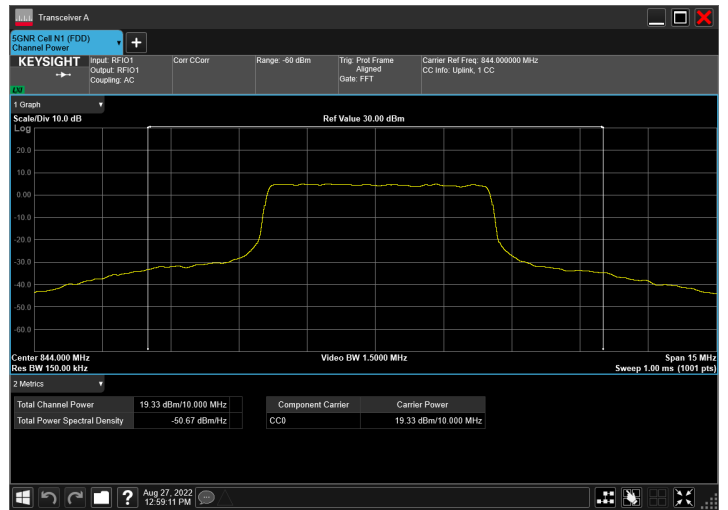 Transceiver A
5GNR Cell N1 (FDD)
Channel Power
KEYSIGHT
Input: RFIO1
Output: RFIO1
Coupling: AC
Corr CCorr
Range: -60 dBm
Trig: Prot Frame
Aligned
Gate: FFT
Carrier Ref Freq: 844.000000 MHz
CC Info: Uplink, 1 CC
LXI
1 Graph
Scale/Div 10.0 dB
Ref Value 30.00 dBm
Log
20.0
10.0
0.00
-10.0
-20.0
-30.0
-40.0
-50.0
-60.0
Center 844.000 MHz
Video BW 1.5000 MHz
Span 15 MHz
Res BW 150.00 kHz
Sweep 1.00 ms (1001 pts)
2 Metrics
Total Channel Power 19.33 dBm/10.000 MHz
Total Power Spectral Density -50.67 dBm/Hz
Component Carrier Carrier Power
CC0 19.33 dBm/10.000 MHz
?
Aug 27, 2022
12:59:11 PM